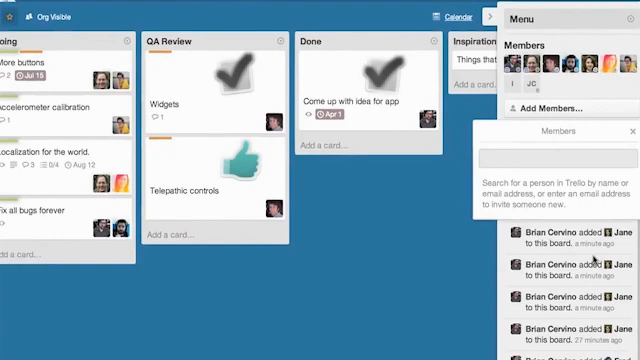 Org Visible
Calendar
oing
More buttons
2 Jul 15
Accelerometer calibration
1
Localization for the world.
3 0/4 Aug 12
Fix all bugs forever
dd a card...
QA Review
Widgets
1
Telepathic controls
Add a card...
Done
Come up with idea for app
Apr 1
Add a card...
Inspiration
Things that
Add a card...
Menu
Members
I JC
Add Members...
Members
Search for a person in Trello by name or
email address, or enter an email address
to invite someone new.
Brian Cervino added Jane
to this board. a minute ago
Brian Cervino added Jane
to this board. a minute ago
Brian Cervino added Jane
to this board. a minute ago
Brian Cervino added Jane
to this board. 27 minutes ago